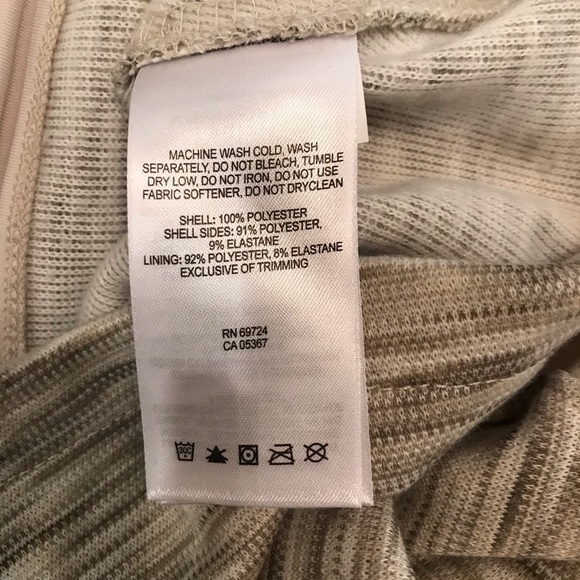 MACHINE WASH COLD, WASH
SEPARATELY, DO NOT BLEACH, TUMBLE
DRY LOW, DO NOT IRON, DO NOT USE
FABRIC SOFTENER, DO NOT DRYCLEAN
SHELL: 100% POLYESTER
SHELL SIDES: 91% POLYESTER,
9% ELASTANE
LINING: 92% POLYESTER, 8% ELASTANE
EXCLUSIVE OF TRIMMING
RN 69724
CA 05367